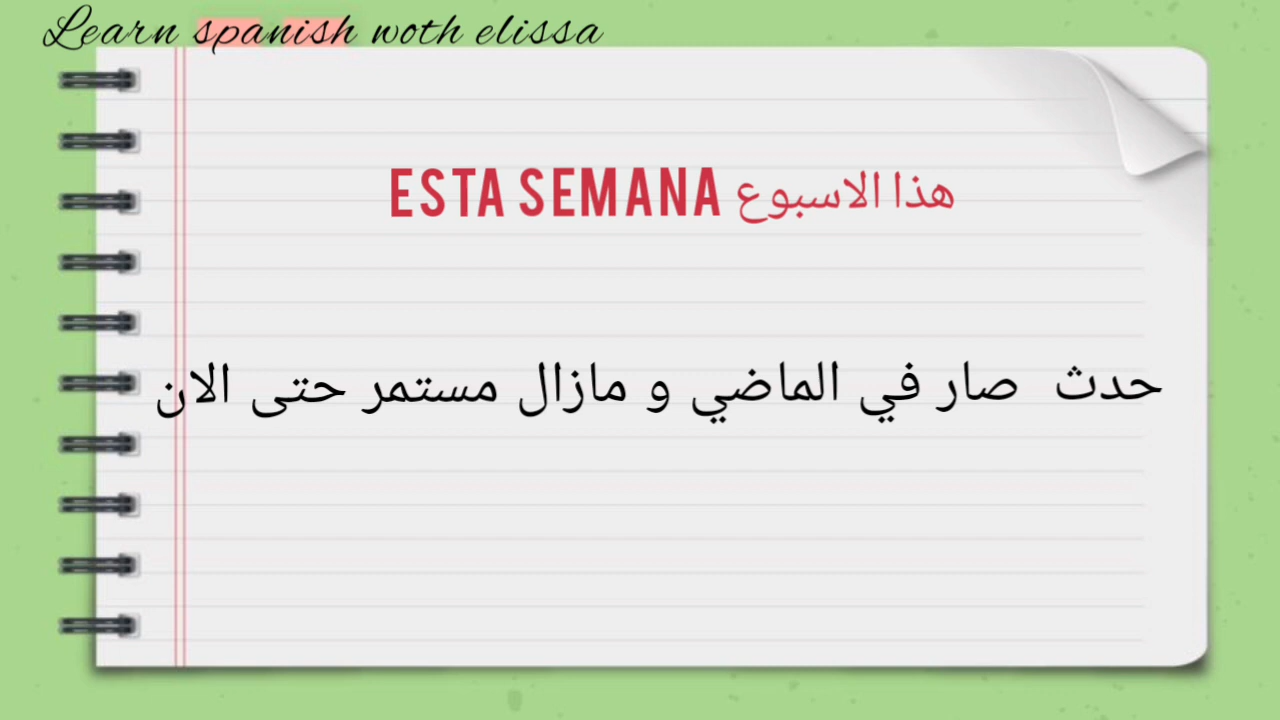 Learn spanish woth elissa
ESTA SEMANA هذا الاسبوع
حدث صار في الماضي و مازال مستمر حتى الان